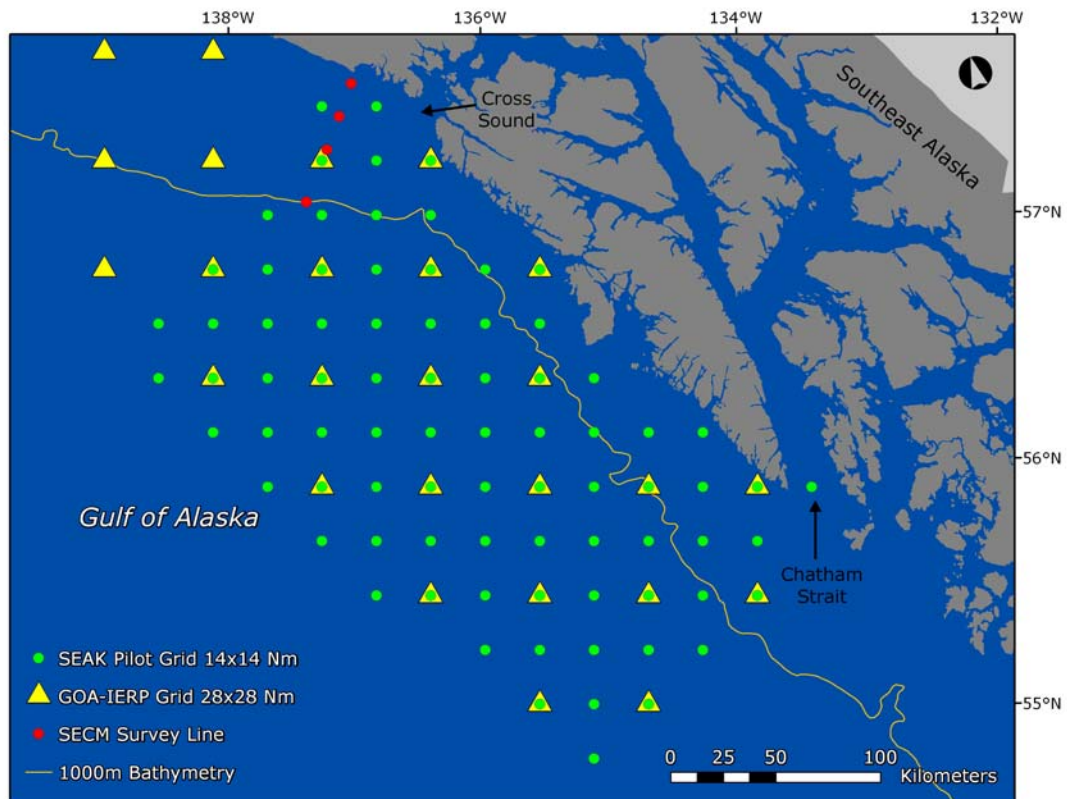 138°W
136°W
134°W
132°W
Cross
Sound
Southeast Alaska
57°N
56°N
Gulf of Alaska
Chatham
Strait
55°N
SEAK Pilot Grid 14x14 Nm
GOA-IERP Grid 28x28 Nm
SECM Survey Line
1000m Bathymetry
0 25 50 100
Kilometers